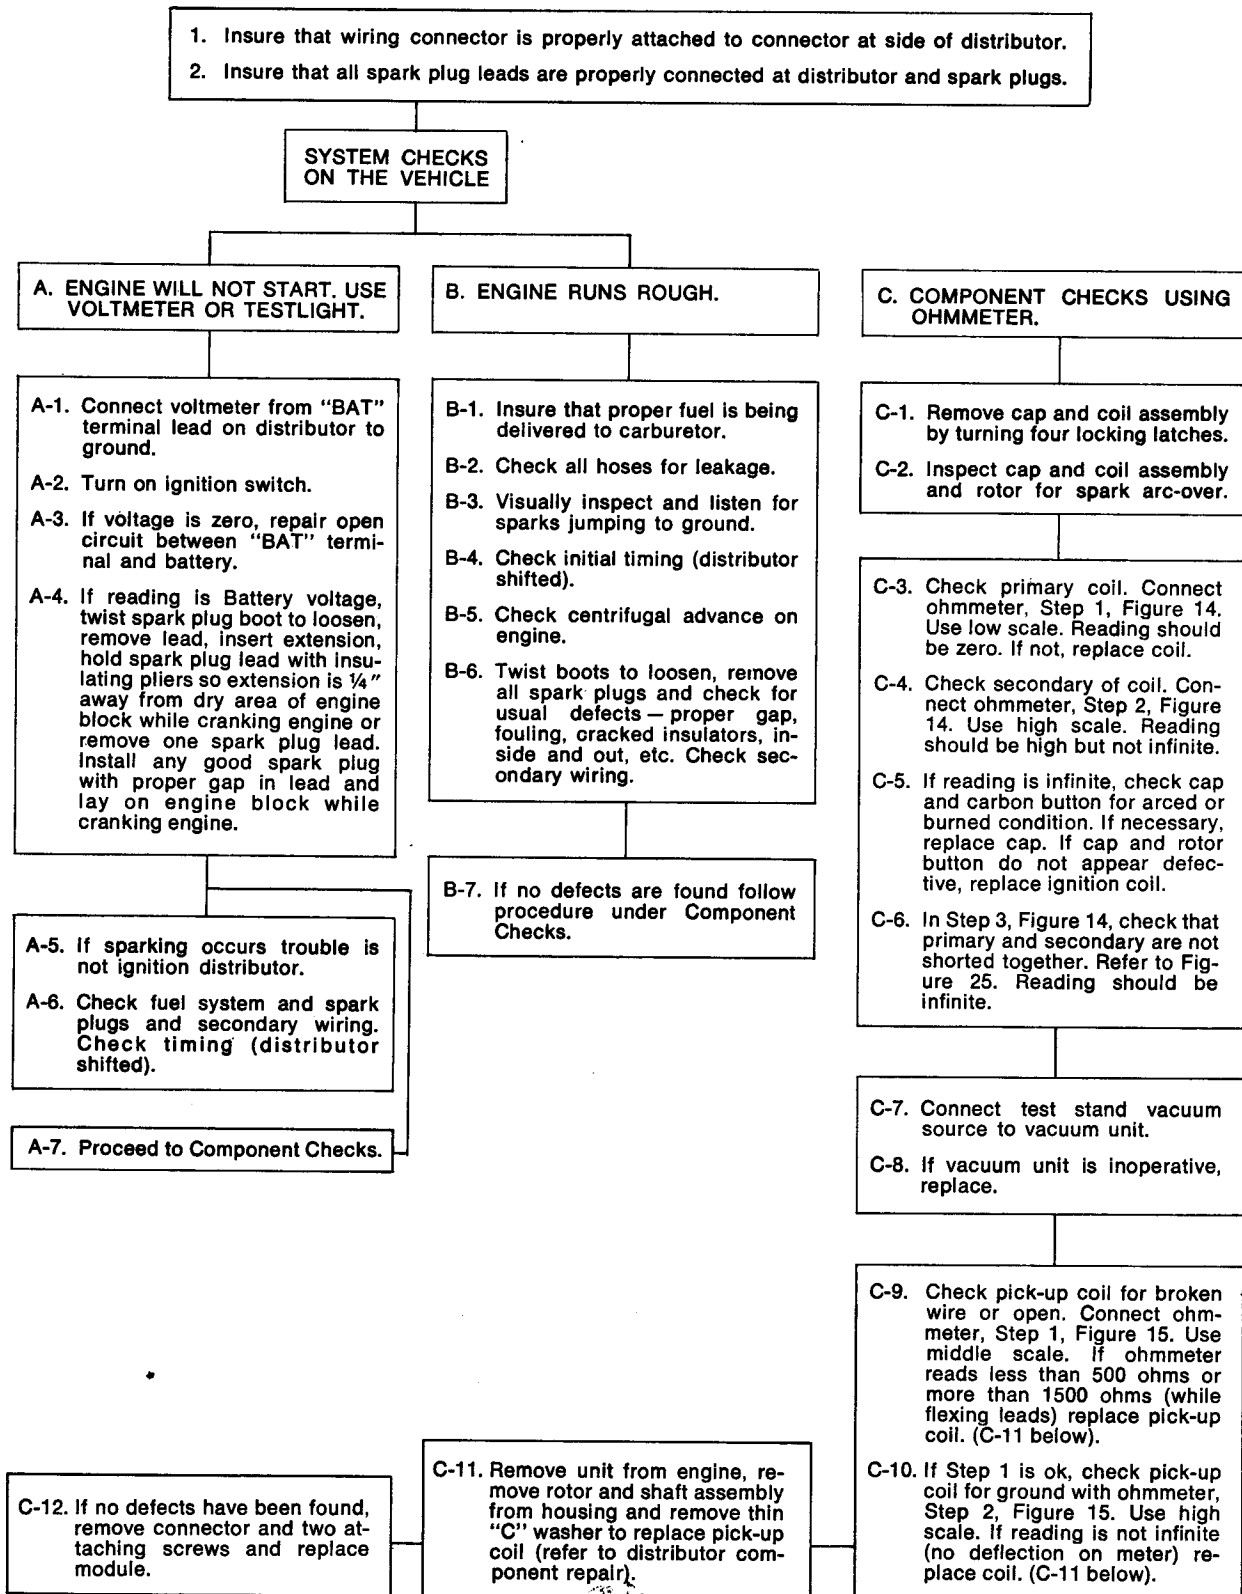 1. Insure that wiring connector is properly attached to connector at side of distributor.
2. Insure that all spark plug leads are properly connected at distributor and spark plugs.
SYSTEM CHECKS
ON THE VEHICLE
A. ENGINE WILL NOT START. USE
VOLTMETER OR TESTLIGHT.
A-1. Connect voltmeter from "BAT"
terminal lead on distributor to
ground.
A-2. Turn on ignition switch.
A-3. If voltage is zero, repair open
circuit between "BAT" termi-
nal and battery.
A-4. If reading is Battery voltage,
twist spark plug boot to loosen,
remove lead, insert extension,
hold spark plug lead with insu-
lating pliers so extension is ¼"
away from dry area of engine
block while cranking engine or
remove one spark plug lead.
Install any good spark plug
with proper gap in lead and
lay on engine block while
cranking engine.
A-5. If sparking occurs trouble is
not ignition distributor.
A-6. Check fuel system and spark
plugs and secondary wiring.
Check timing (distributor
shifted).
A-7. Proceed to Component Checks.
B. ENGINE RUNS ROUGH.
B-1. Insure that proper fuel is being
delivered to carburetor.
B-2. Check all hoses for leakage.
B-3. Visually inspect and listen for
sparks jumping to ground.
B-4. Check initial timing (distributor
shifted).
B-5. Check centrifugal advance on
engine.
B-6. Twist boots to loosen, remove
all spark plugs and check for
usual defects — proper gap,
fouling, cracked insulators, in-
side and out, etc. Check sec-
ondary wiring.
B-7. If no defects are found follow
procedure under Component
Checks.
C. COMPONENT CHECKS USING
OHMMETER.
C-1. Remove cap and coil assembly
by turning four locking latches.
C-2. Inspect cap and coil assembly
and rotor for spark arc-over.
C-3. Check primary coil. Connect
ohmmeter, Step 1, Figure 14.
Use low scale. Reading should
be zero. If not, replace coil.
C-4. Check secondary of coil. Con-
nect ohmmeter, Step 2, Figure
14. Use high scale. Reading
should be high but not infinite.
C-5. If reading is infinite, check cap
and carbon button for arced or
burned condition. If necessary,
replace cap. If cap and rotor
button do not appear defec-
tive, replace ignition coil.
C-6. In Step 3, Figure 14, check that
primary and secondary are not
shorted together. Refer to Fig-
ure 25. Reading should be
infinite.
C-7. Connect test stand vacuum
source to vacuum unit.
C-8. If vacuum unit is inoperative,
replace.
C-9. Check pick-up coil for broken
wire or open. Connect ohm-
meter, Step 1, Figure 15. Use
middle scale. If ohmmeter
reads less than 500 ohms or
more than 1500 ohms (while
flexing leads) replace pick-up
coil. (C-11 below).
C-10. If Step 1 is ok, check pick-up
coil for ground with ohmmeter,
Step 2, Figure 15. Use high
scale. If reading is not infinite
(no deflection on meter) re-
place coil. (C-11 below).
C-11. Remove unit from engine, re-
move rotor and shaft assembly
from housing and remove thin
"C" washer to replace pick-up
coil (refer to distributor com-
ponent repair).
C-12. If no defects have been found,
remove connector and two at-
taching screws and replace
module.